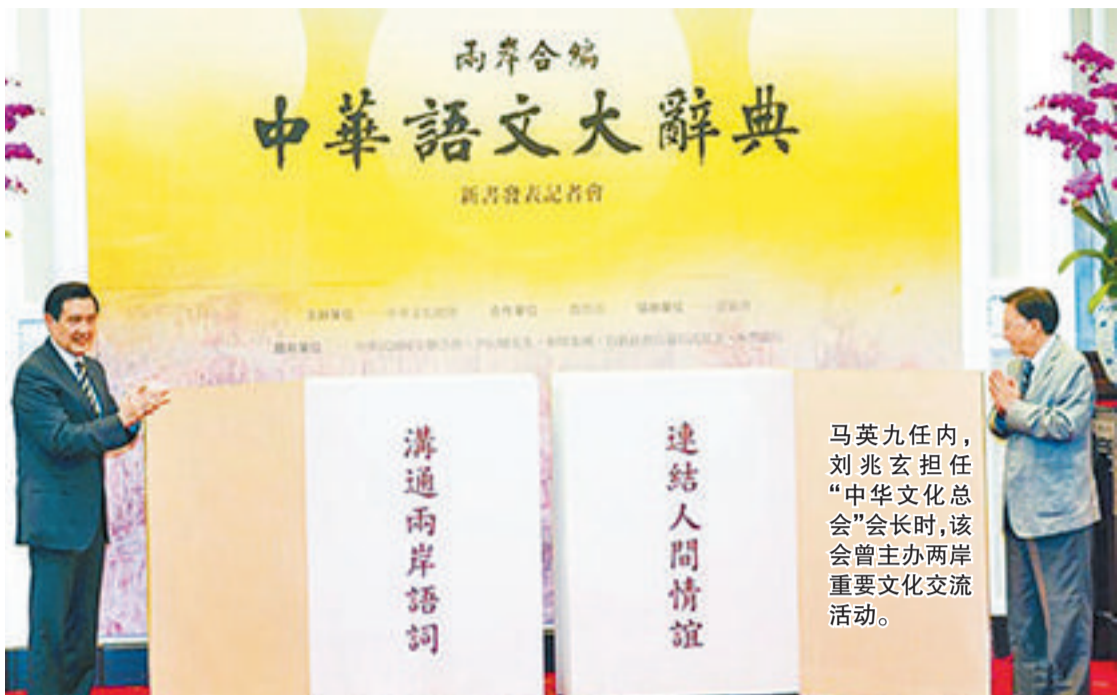 兩岸合編
中華語文大辭典
新書發表記者會
溝通兩岸語詞
連結人間情誼
马英九任内，
刘兆玄担任
“中华文化总
会”会长时，该
会曾主办两岸
重要文化交流
活动。